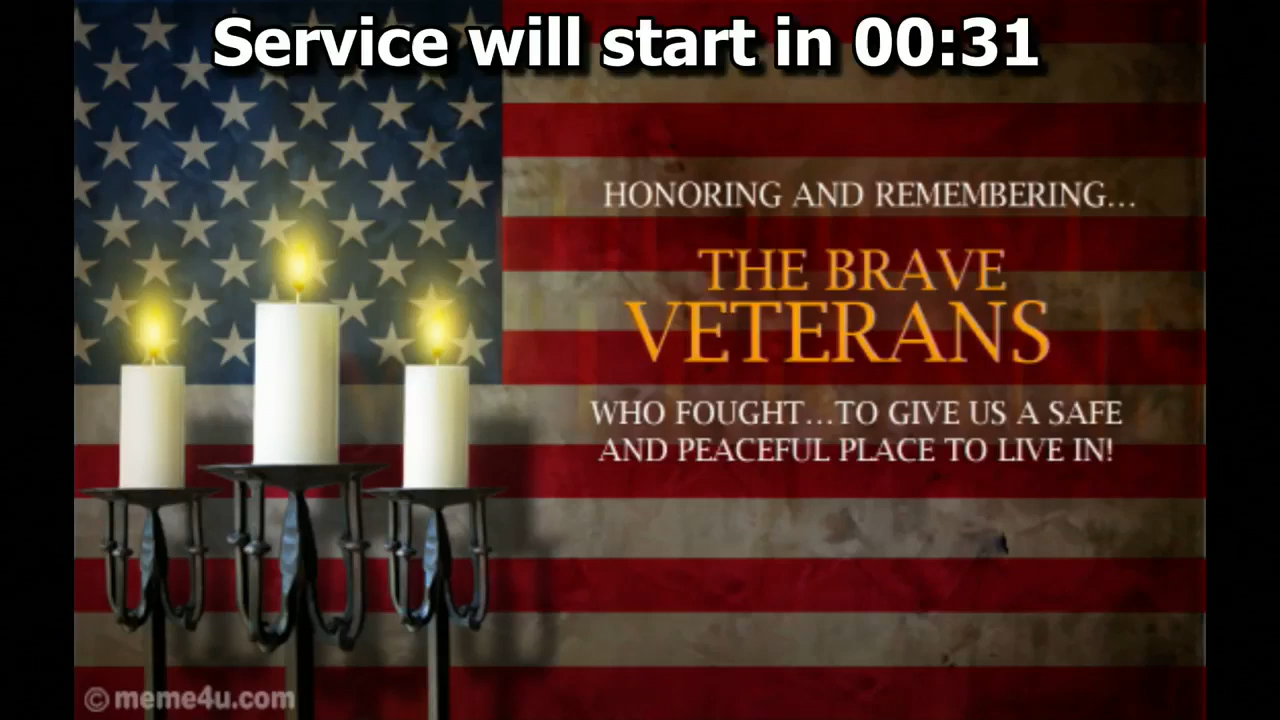 Service will start in 00:31
HONORING AND REMEMBERING...
THE BRAVE
VETERANS
WHO FOUGHT...TO GIVE US A SAFE
AND PEACEFUL PLACE TO LIVE IN!
© meme4u.com